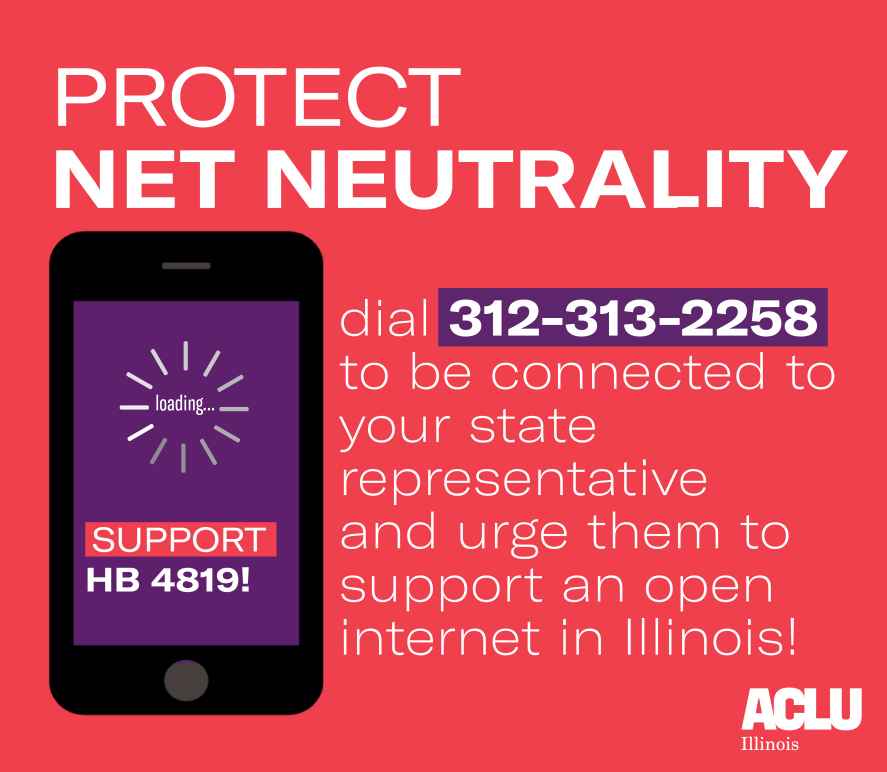 PROTECT
NET NEUTRALITY
loading...
SUPPORT
HB 4819!
dial 312-313-2258
to be connected to
your state
representative
and urge them to
support an open
internet in Illinois!
ACLU
Illinois